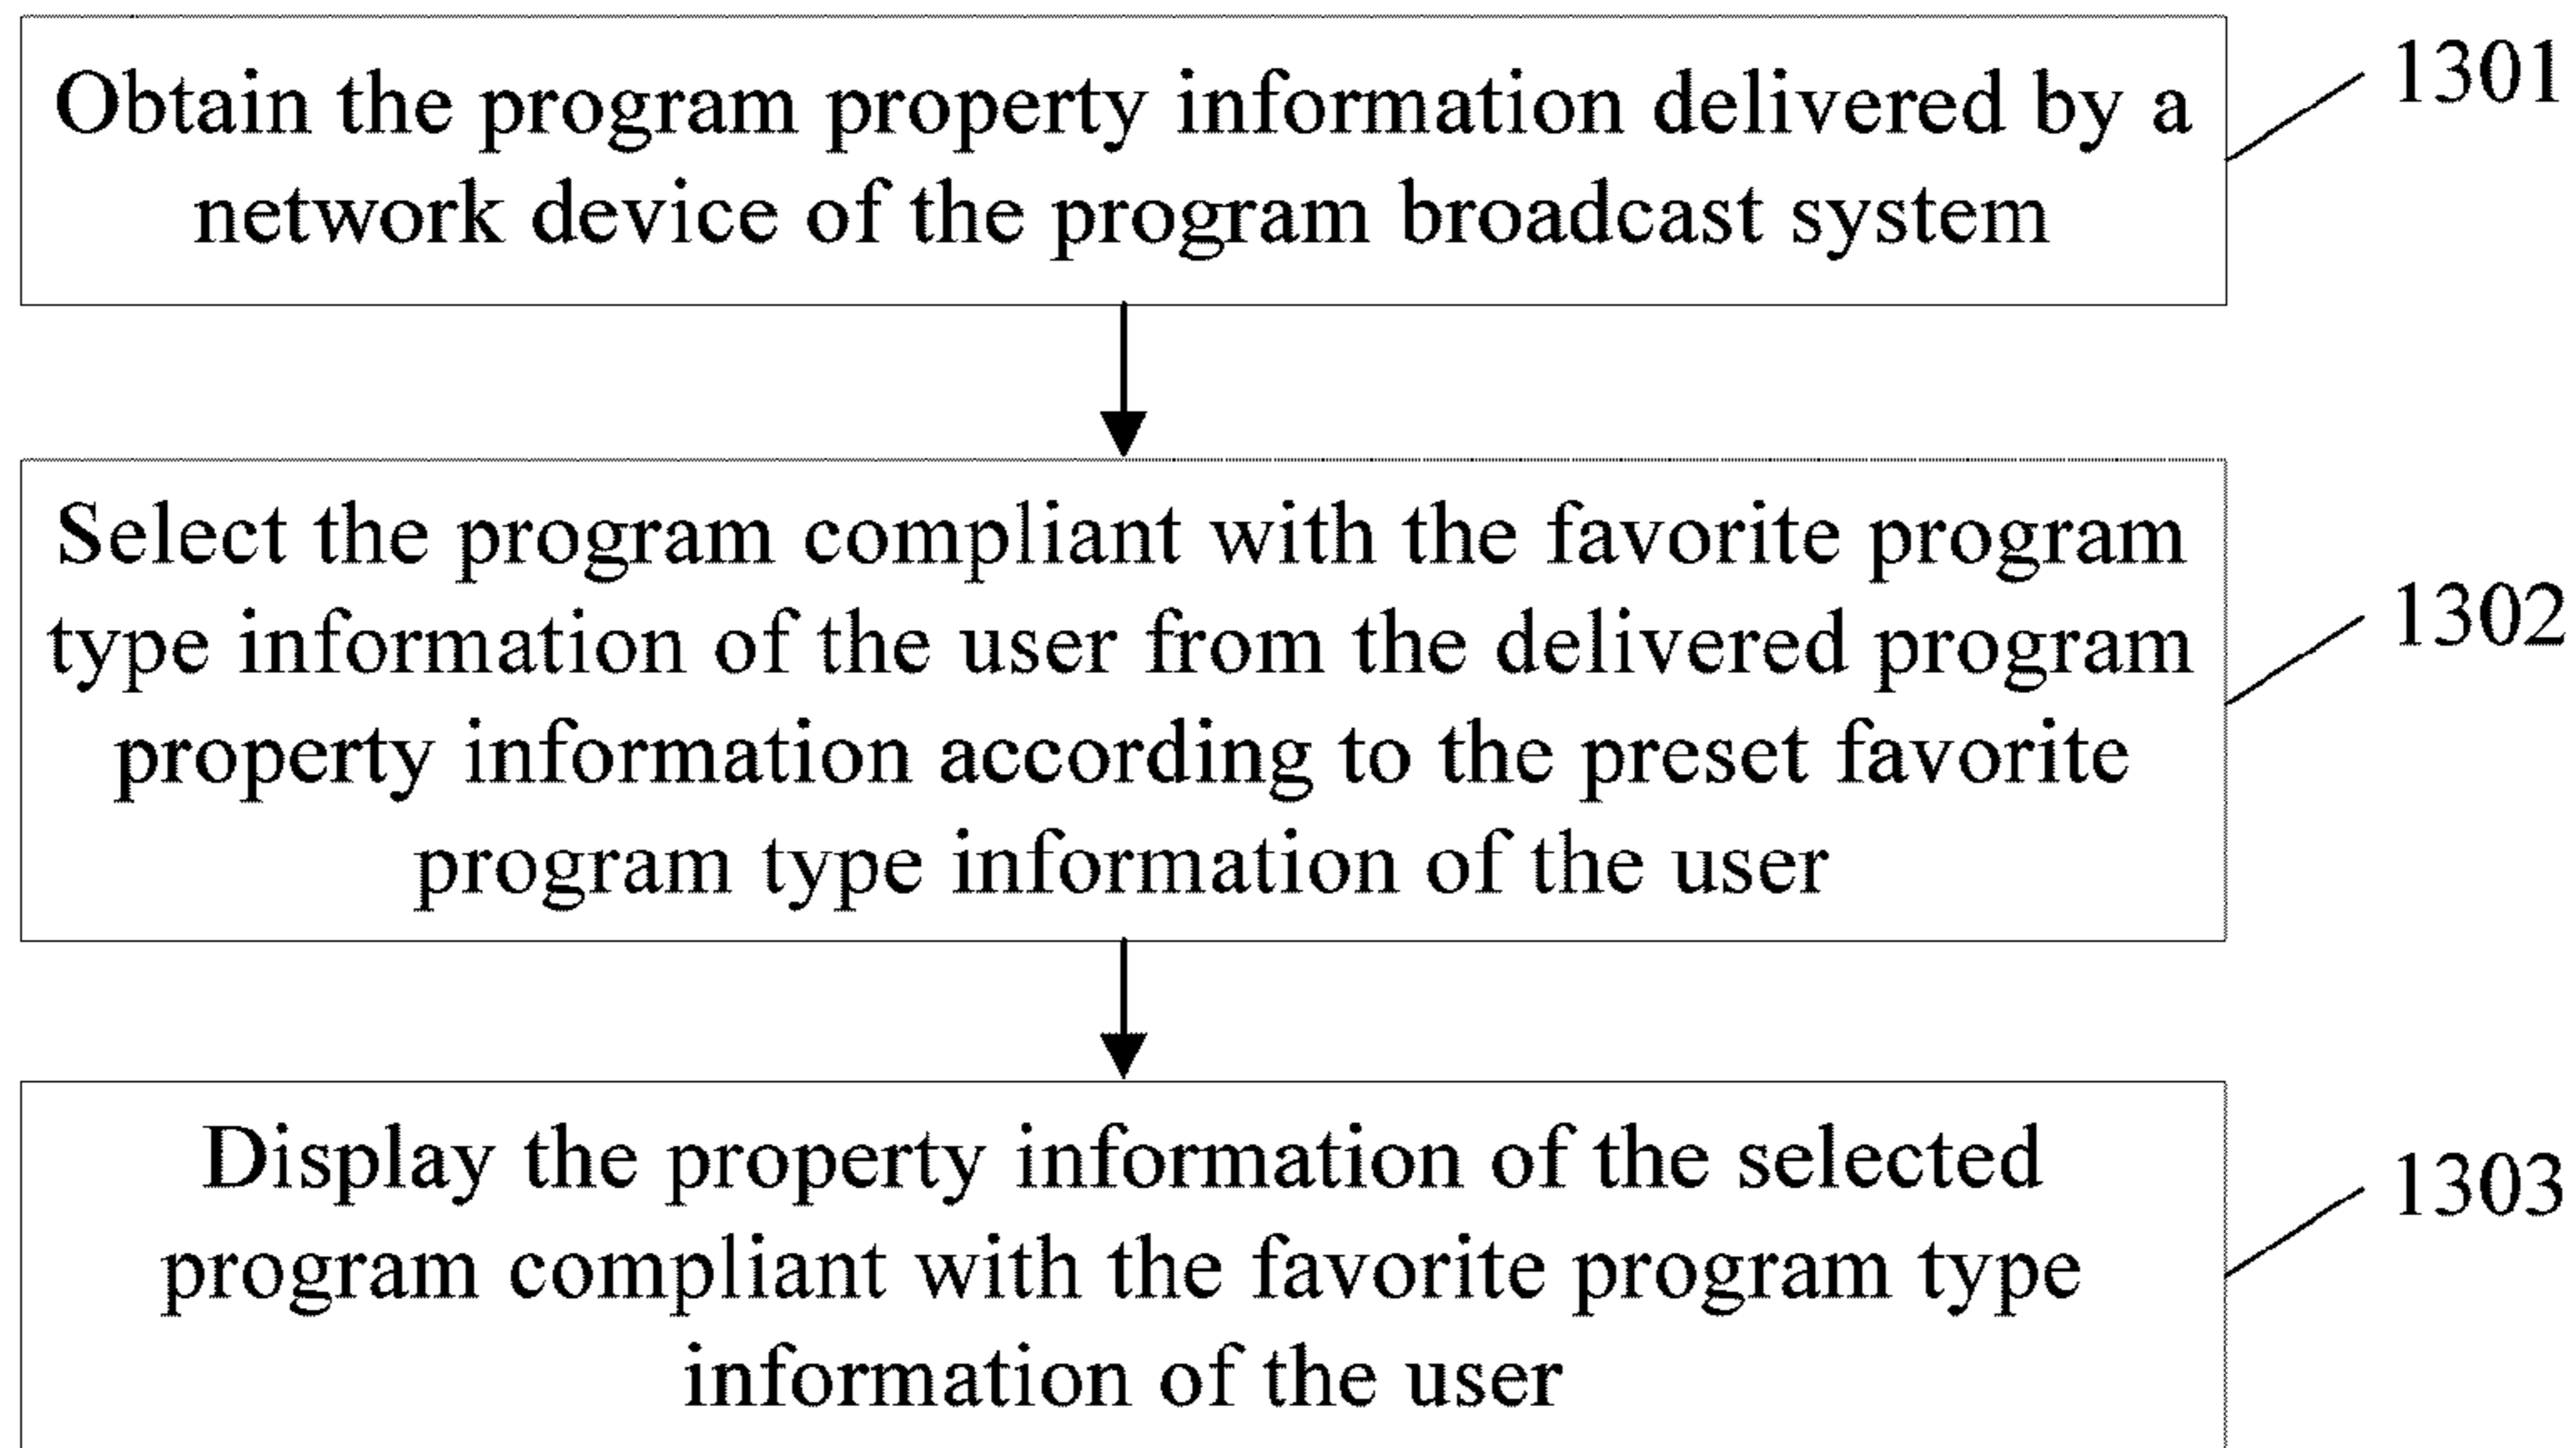 Obtain the program property information delivered by a
network device of the program broadcast system
1301
Select the program compliant with the favorite program
type information of the user from the delivered program
property information according to the preset favorite
program type information of the user
1302
Display the property information of the selected
program compliant with the favorite program type
information of the user
1303